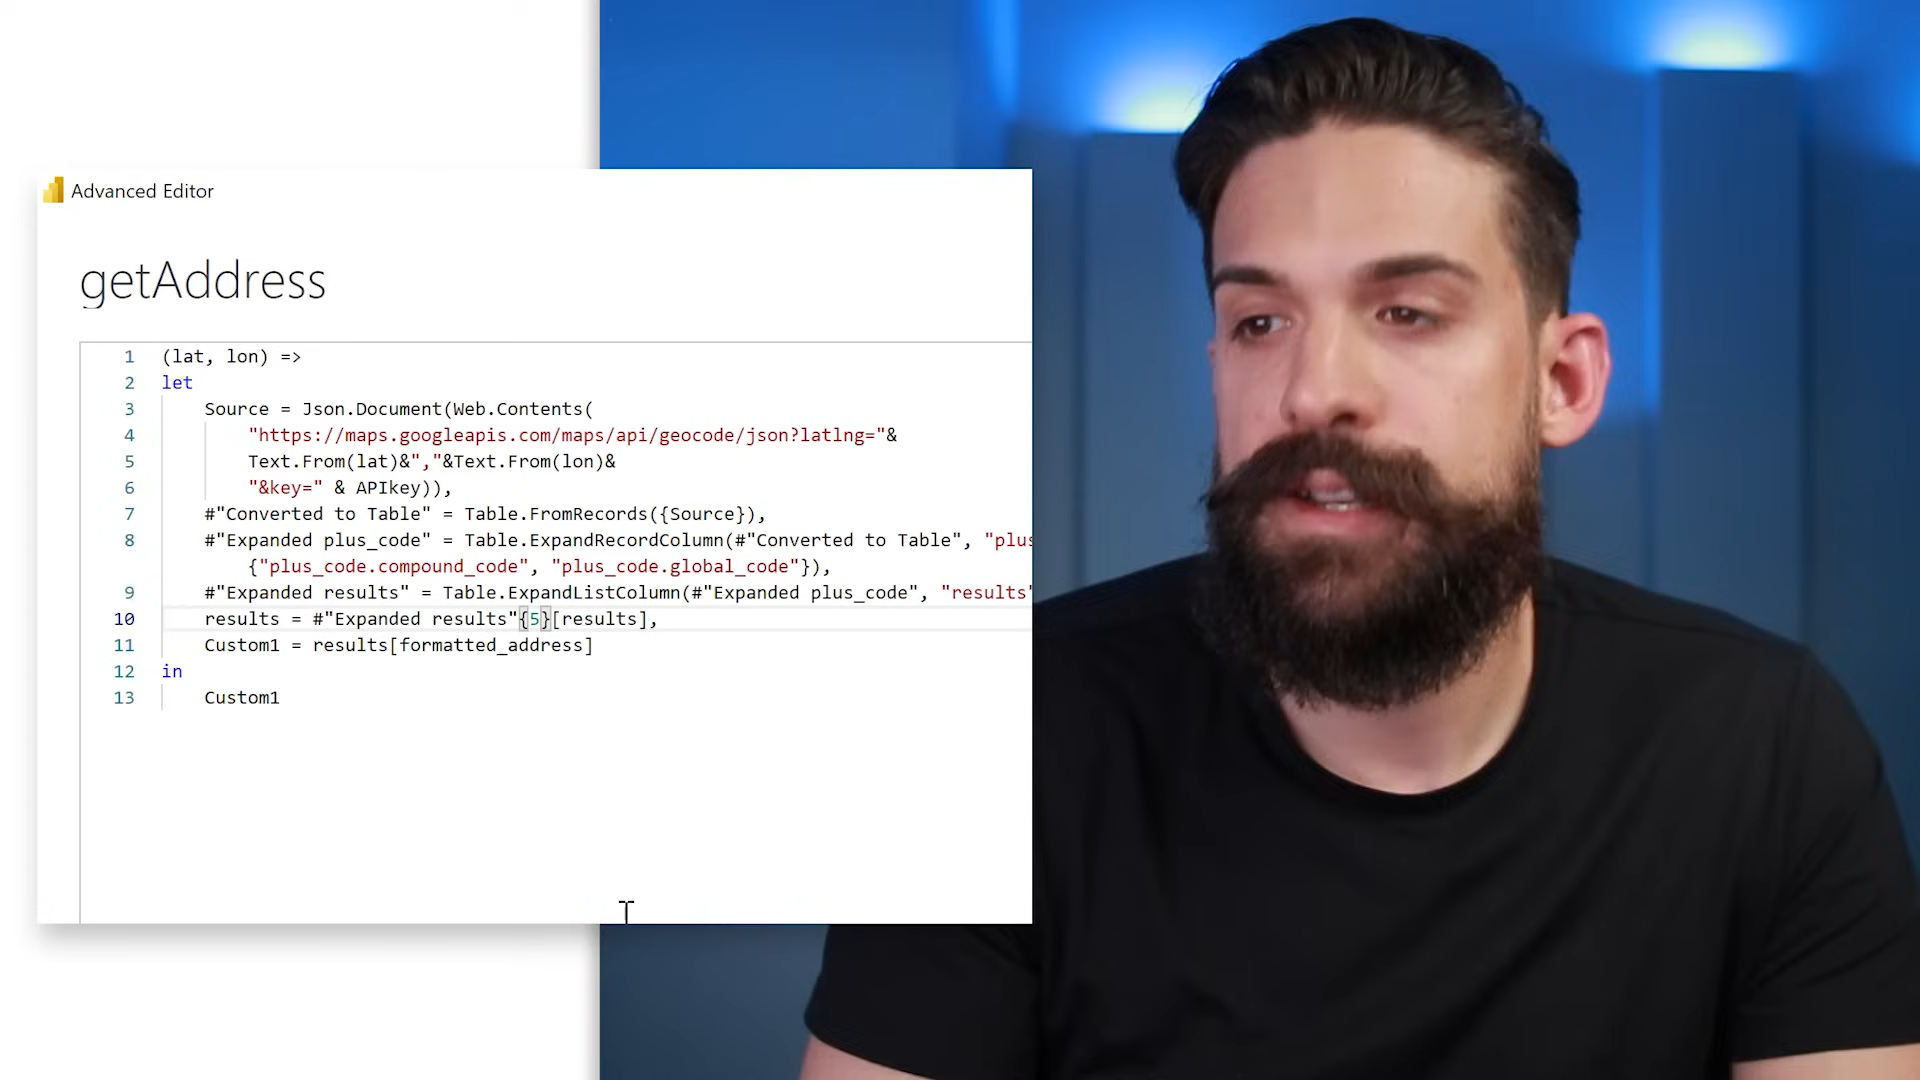 Advanced Editor
getAddress
1 (lat, lon) =>
2 let
3 Source = Json.Document(Web.Contents(
4 "https://maps.googleapis.com/maps/api/geocode/json?latlng="&
5 Text.From(lat)&","&Text.From(lon)&
6 "&key=" & APIkey)),
7 #"Converted to Table" = Table.FromRecords({Source}),
8 #"Expanded plus_code" = Table.ExpandRecordColumn(#"Converted to Table", "plus
{"plus_code.compound_code", "plus_code.global_code"}),
9 #"Expanded results" = Table.ExpandListColumn(#"Expanded plus_code", "results"
10 results = #"Expanded results"{5}[results],
11 Custom1 = results[formatted_address]
12 in
13 Custom1